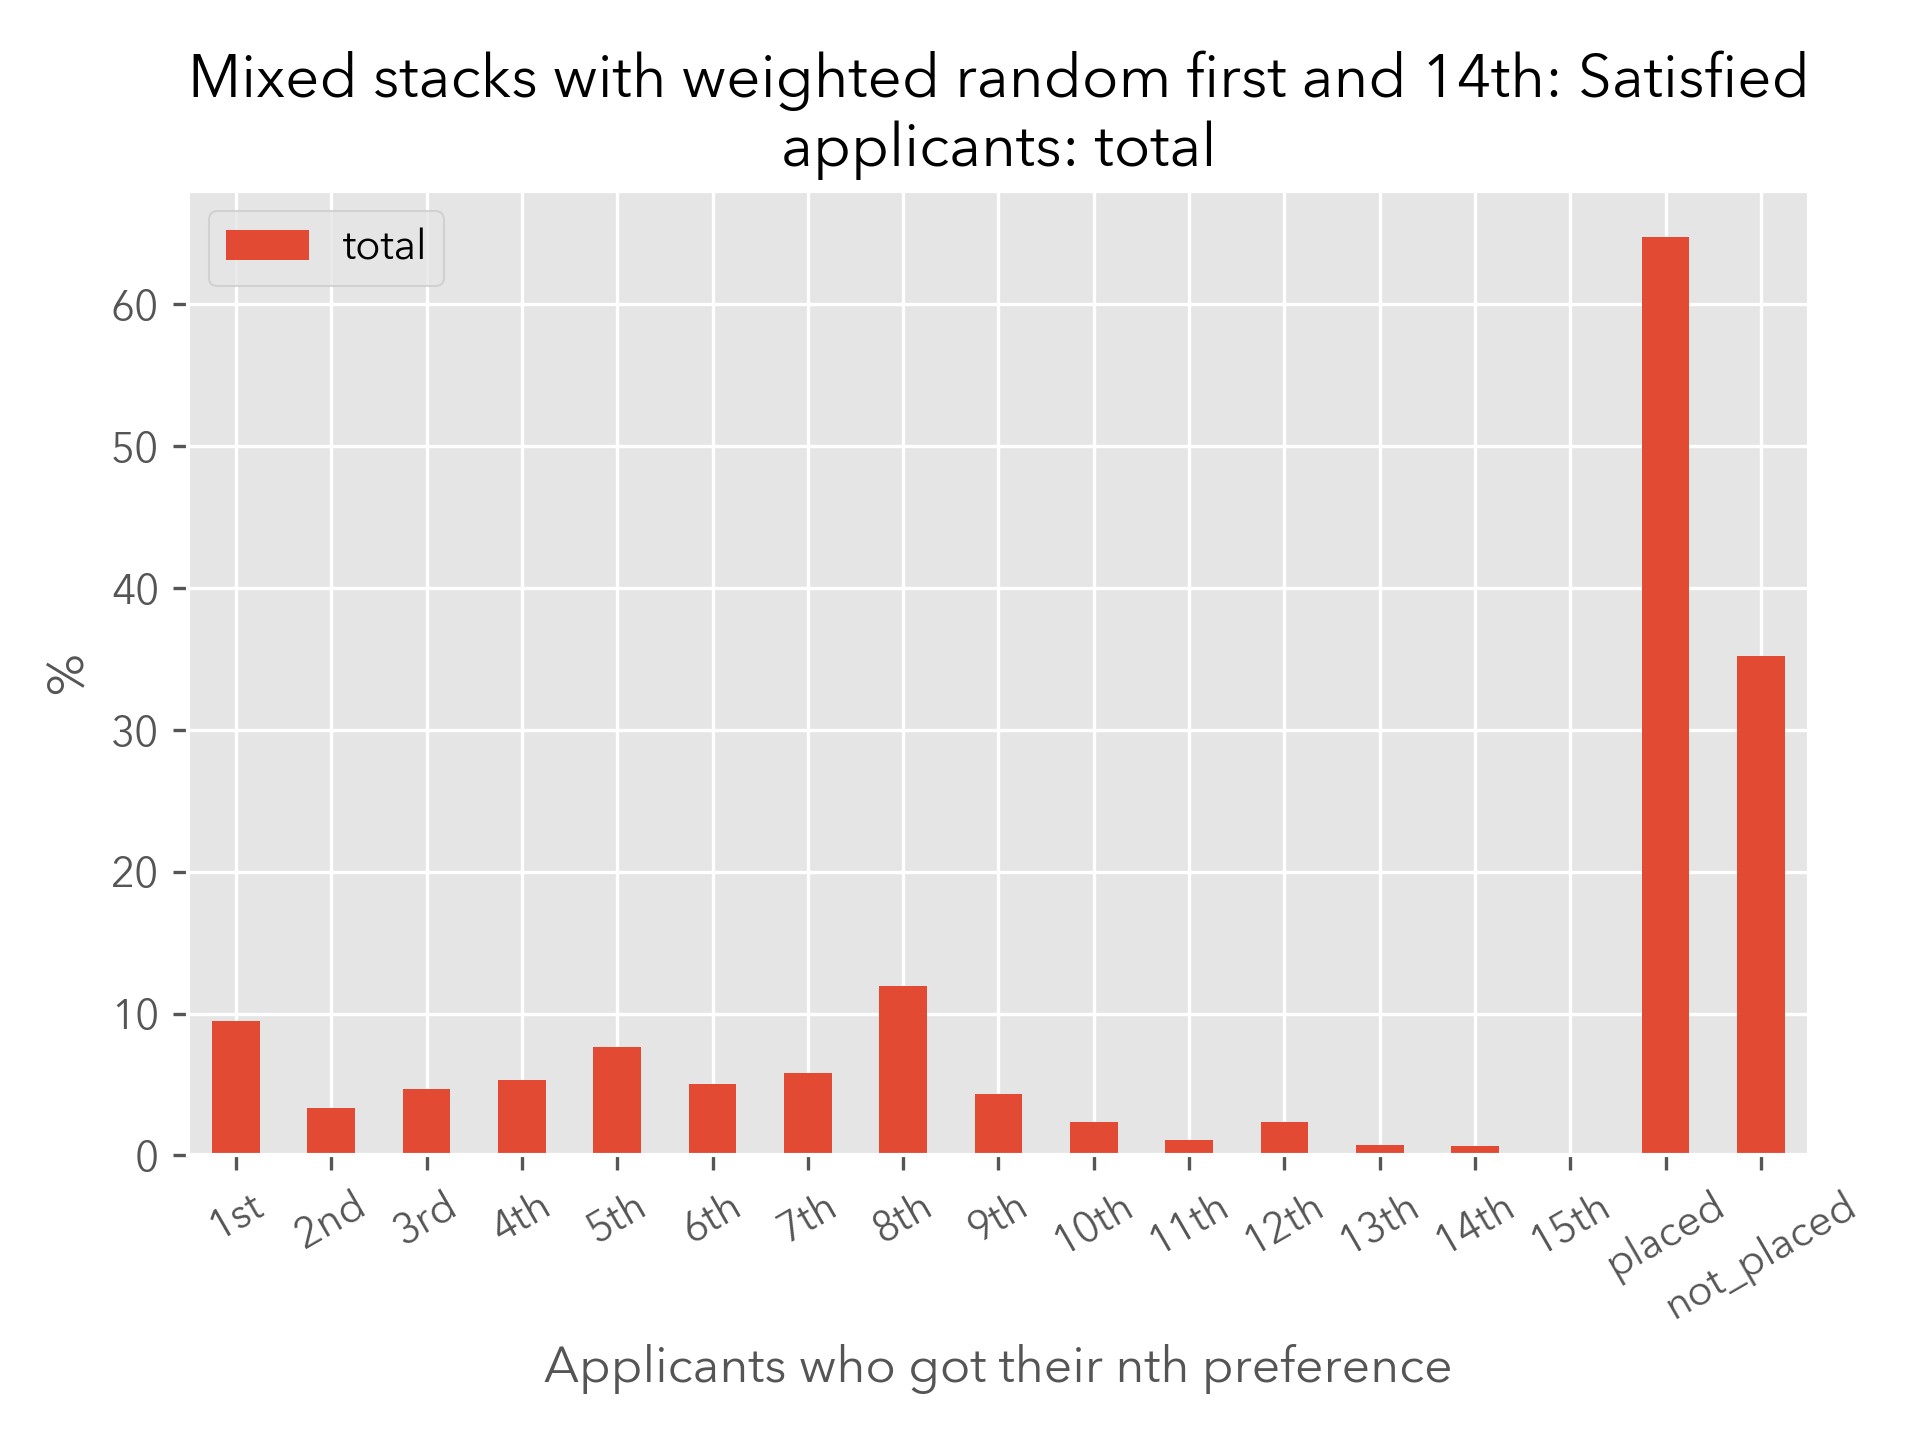 Mixed stacks with weighted random first and 14th: Satisfied
applicants: total
total
60
50
40
30
20
10
0
%
1st
2nd
3rd
4th
5th
6th
7th
8th
9th
10th
11th
12th
13th
14th
15th
placed
not_placed
Applicants who got their nth preference